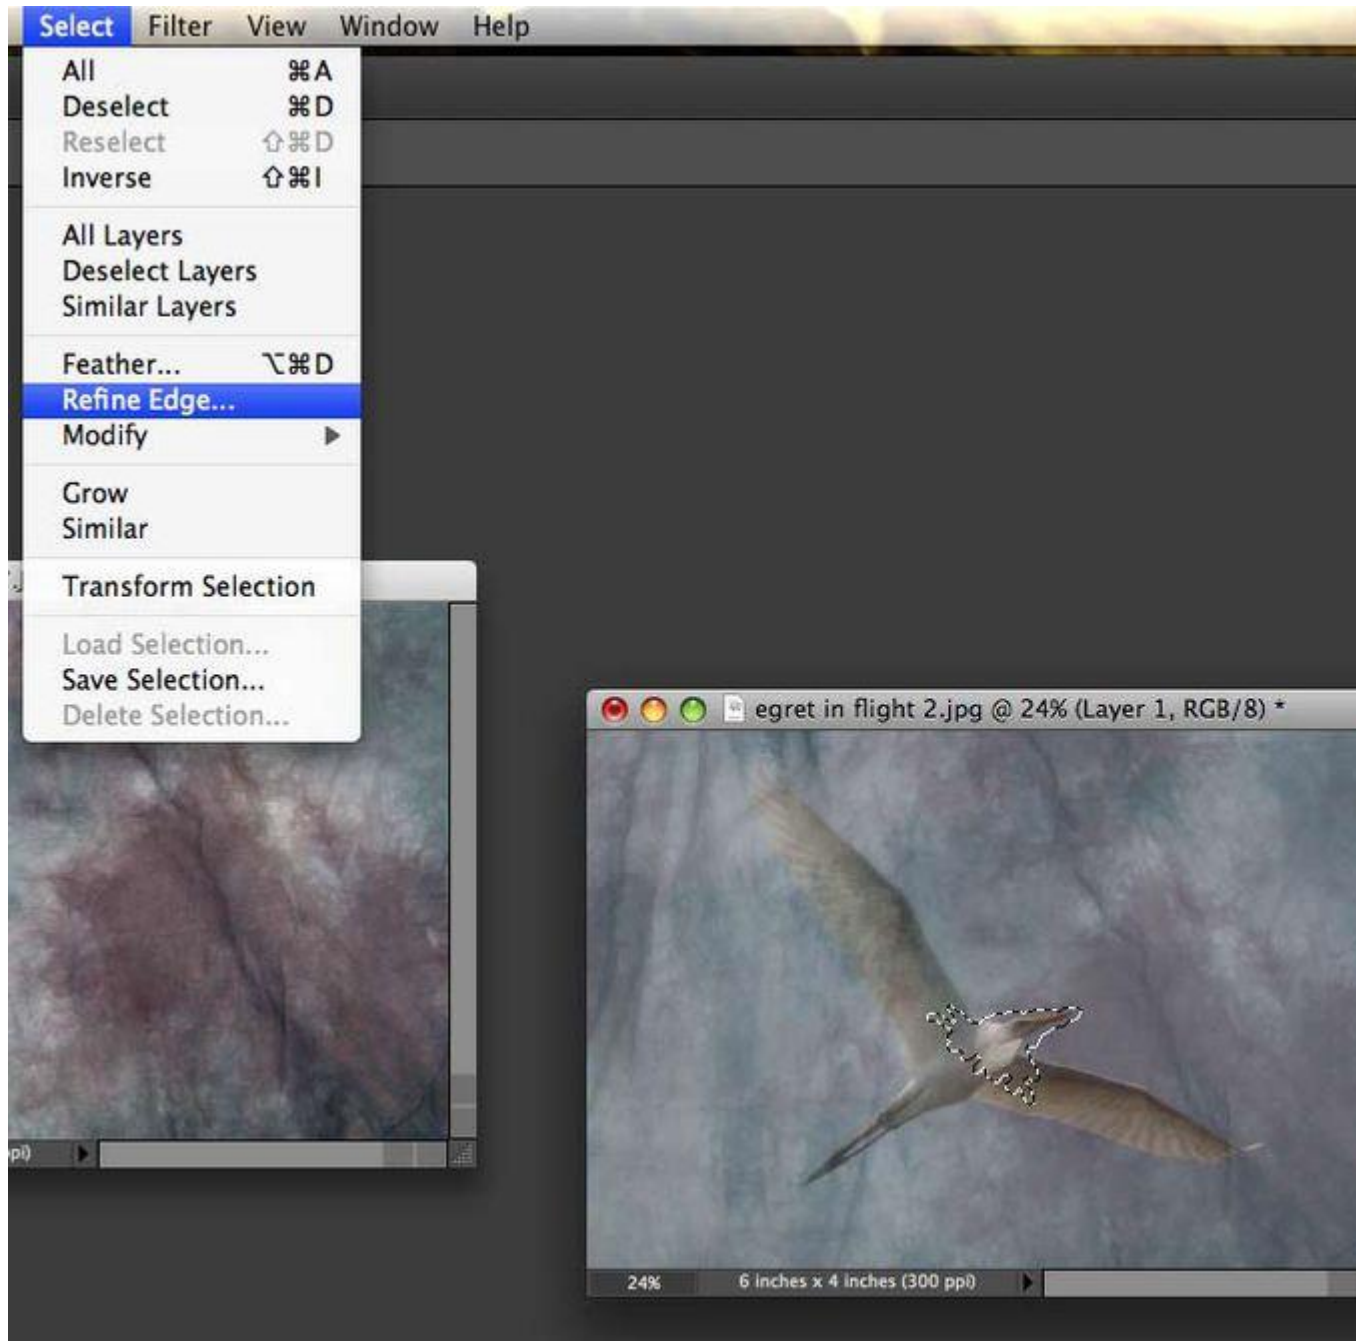 Select Filter View Window Help
All ⌘A
Deselect ⌘D
Reselect ⇧⌘D
Inverse ⇧⌘I
All Layers
Deselect Layers
Similar Layers
Feather... ⌥⌘D
Refine Edge...
Modify ▶
Grow
Similar
Transform Selection
Load Selection...
Save Selection...
Delete Selection...
egret in flight 2.jpg @ 24% (Layer 1, RGB/8) *
ppi)
24% 6 inches x 4 inches (300 ppi)